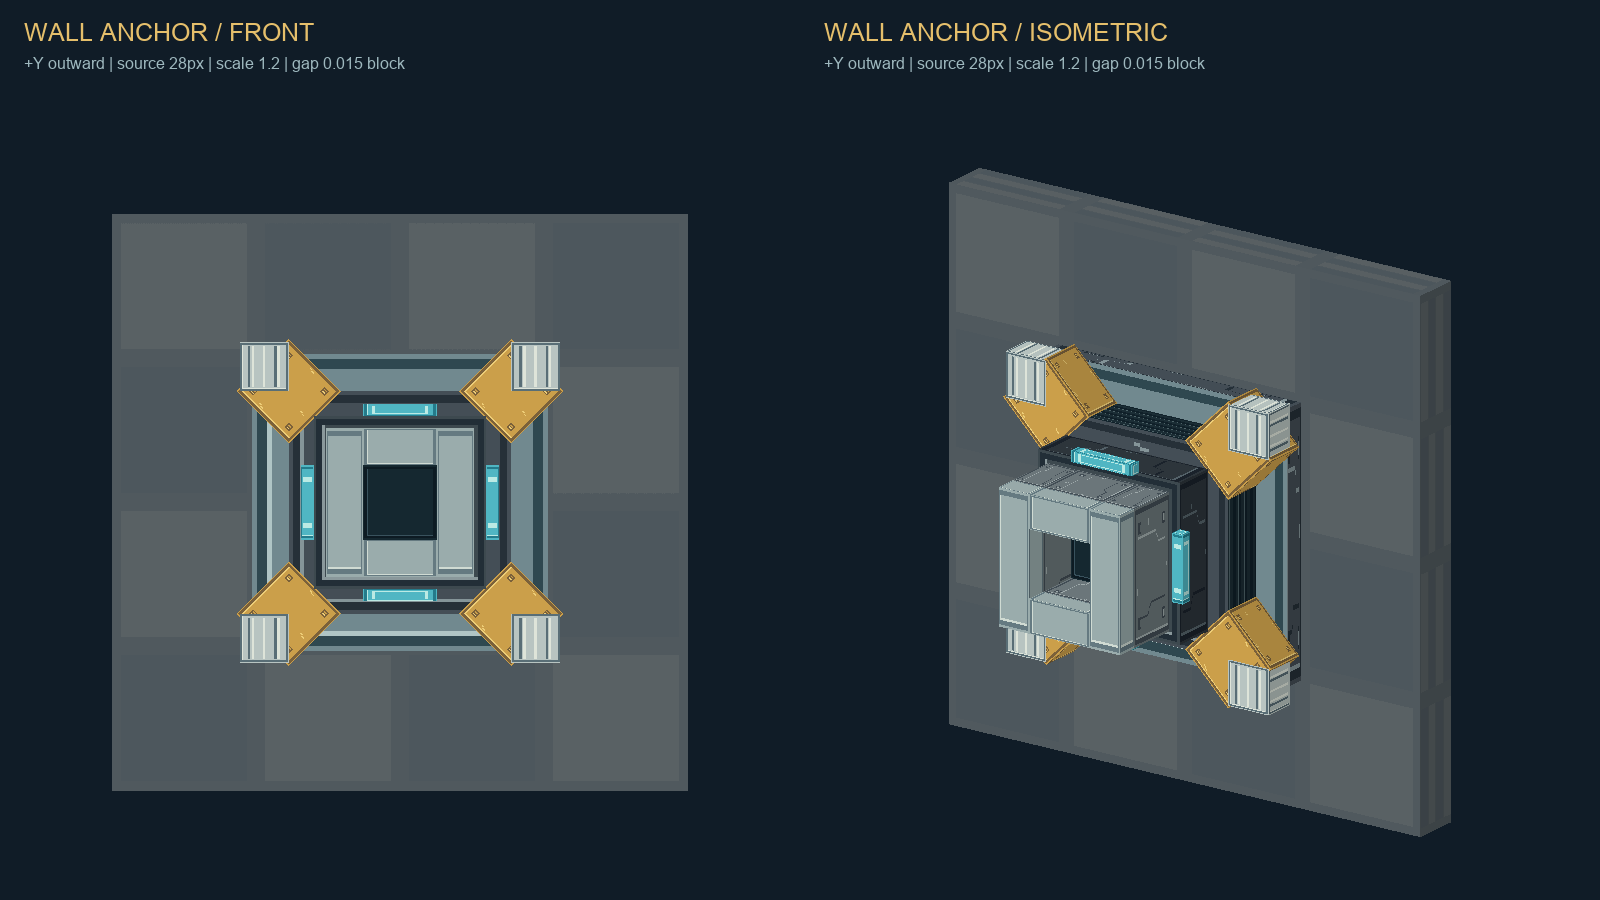 WALL ANCHOR / FRONT
+Y outward | source 28px | scale 1.2 | gap 0.015 block
WALL ANCHOR / ISOMETRIC
+Y outward | source 28px | scale 1.2 | gap 0.015 block